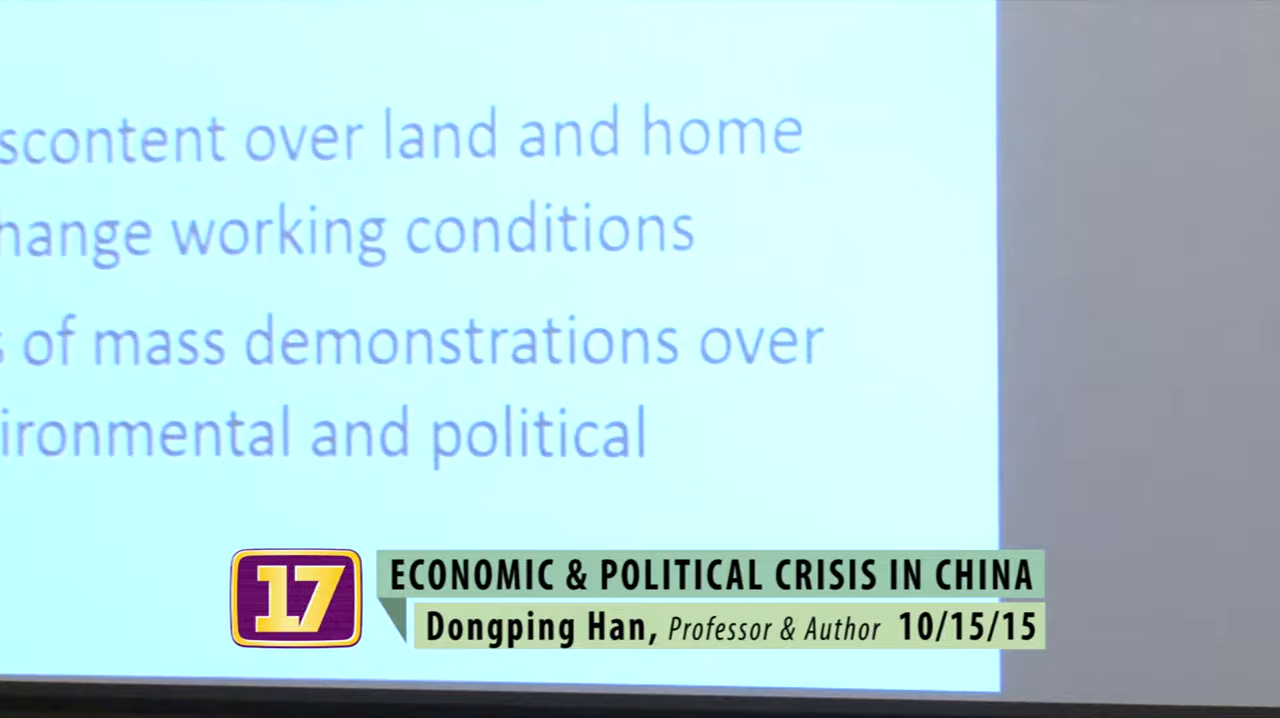 scontent over land and home
hange working conditions
s of mass demonstrations over
ironmental and political
17
ECONOMIC & POLITICAL CRISIS IN CHINA
Dongping Han, Professor & Author 10/15/15